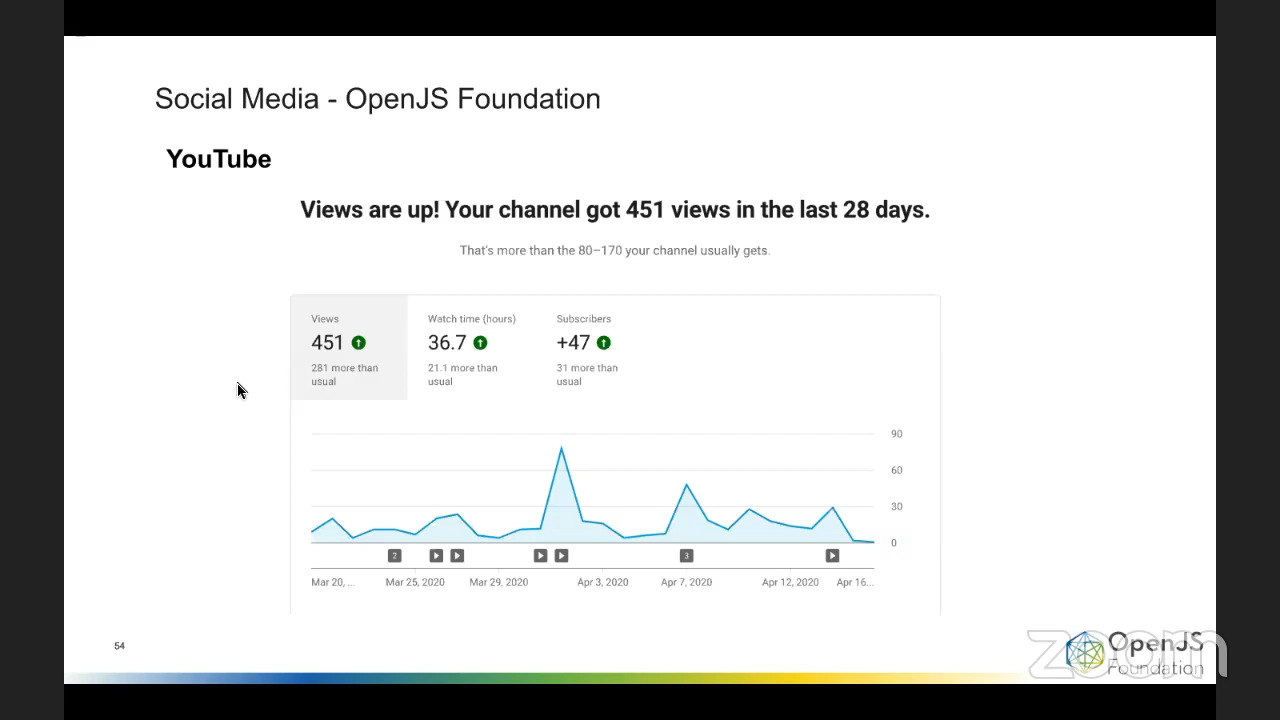 Social Media - OpenJS Foundation
YouTube
Views are up! Your channel got 451 views in the last 28 days.
That's more than the 80–170 your channel usually gets.
Views
451
281 more than
usual
Watch time (hours)
36.7
21.1 more than
usual
Subscribers
+47
31 more than
usual
90
60
30
0
2
3
Mar 20, ...
Mar 25, 2020
Mar 29, 2020
Apr 3, 2020
Apr 7, 2020
Apr 12, 2020
Apr 16...
54
OpenJS
Foundation
zoom